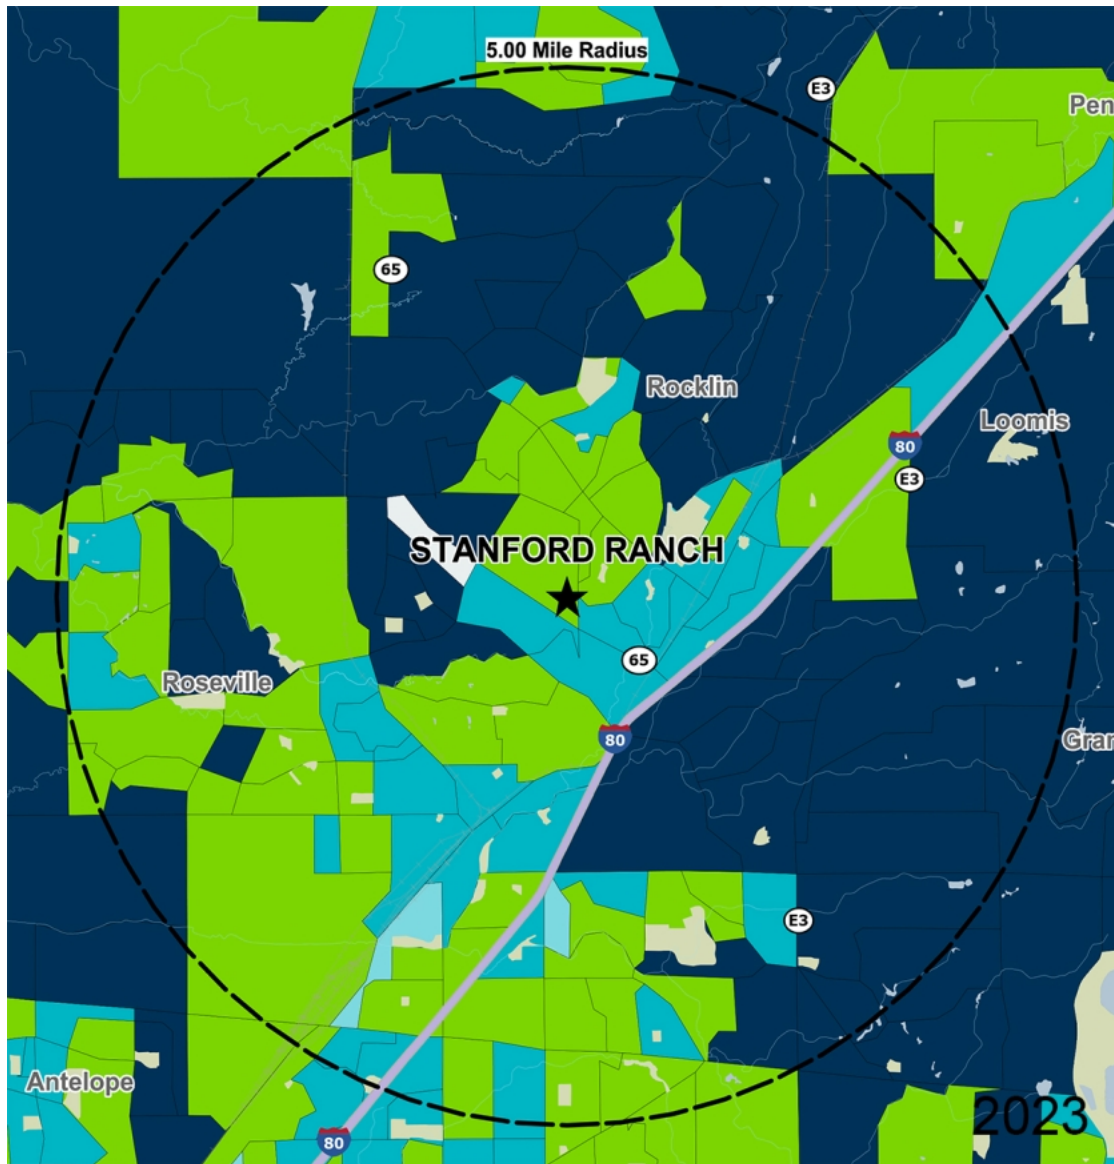 5.00 Mile Radius
E3
Pen
65
Rocklin
Loomis
80
E3
STANFORD RANCH
65
Roseville
80
Gran
E3
Antelope
2023
80